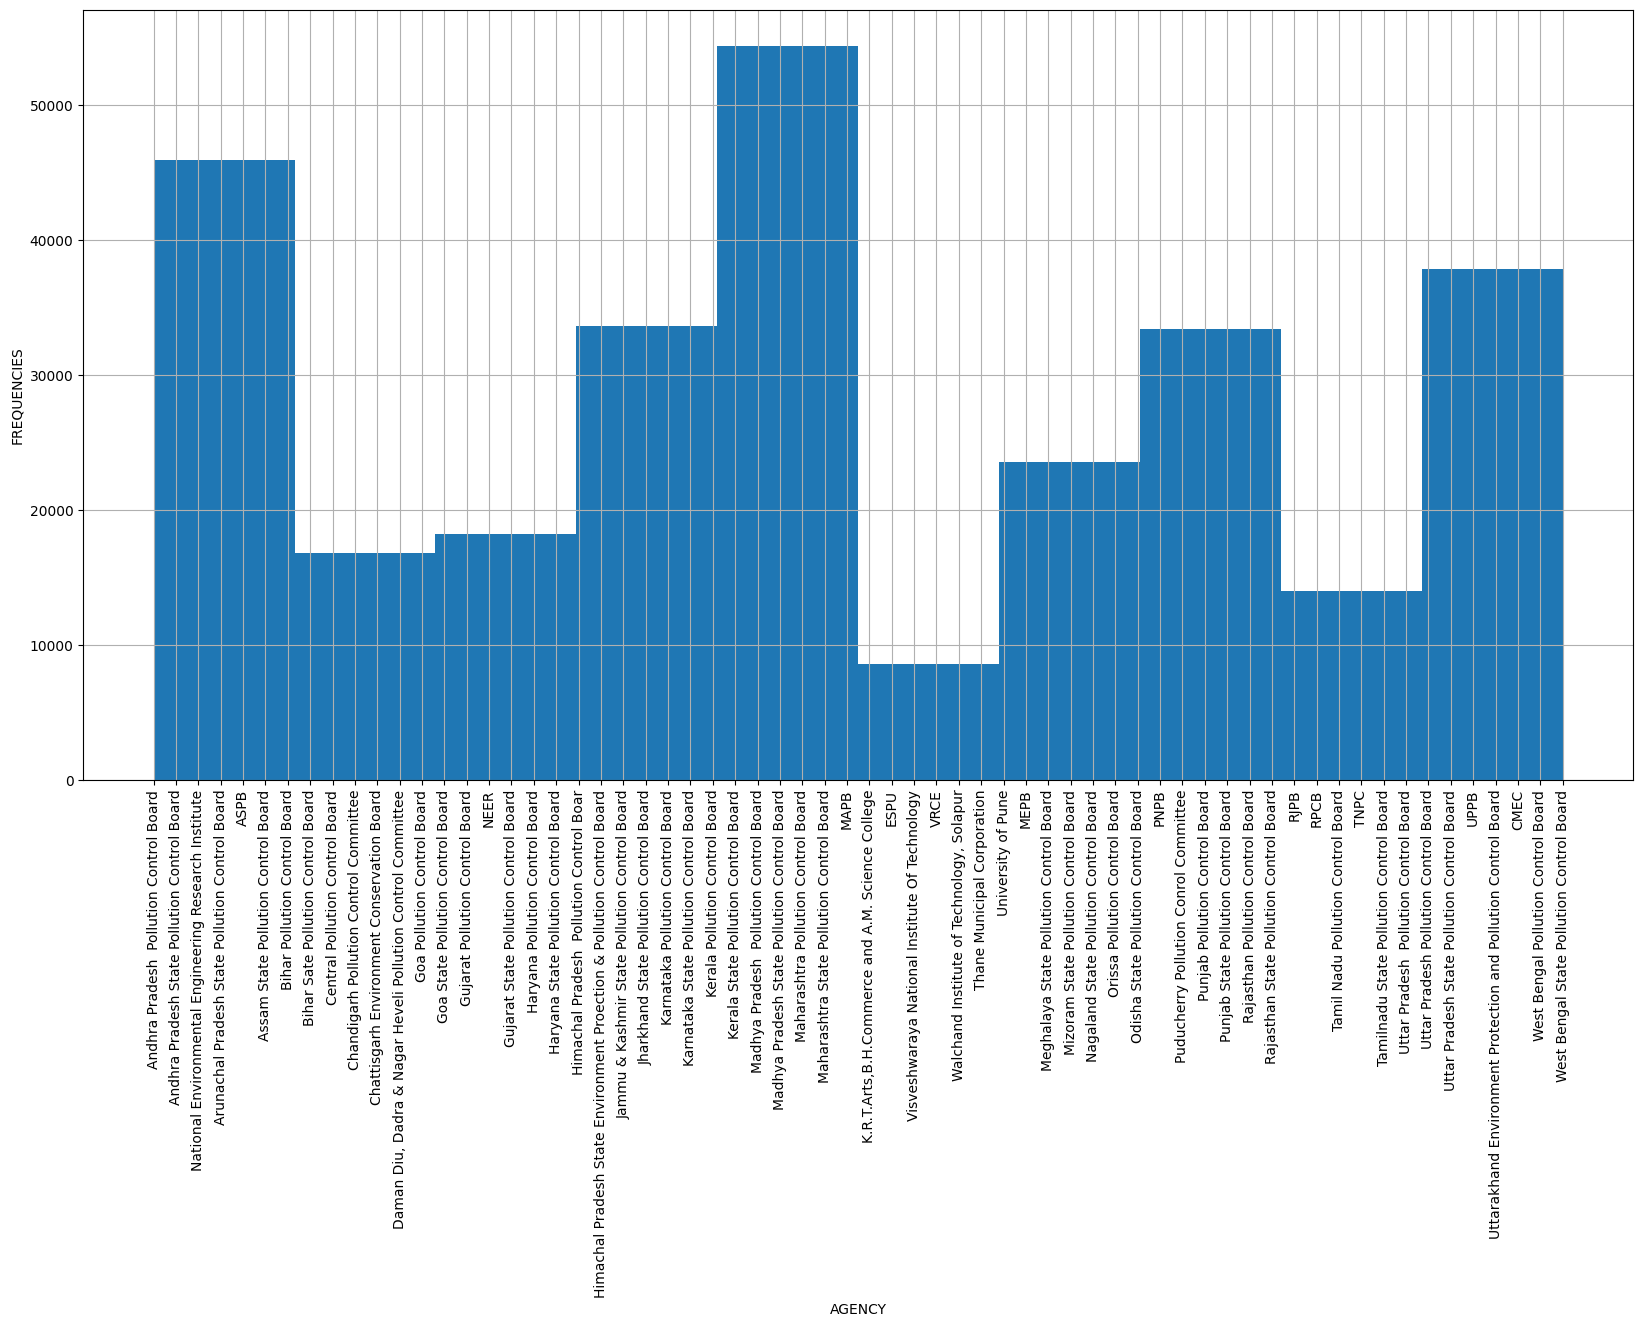 FREQUENCIES
50000
40000
30000
20000
10000
0
Andhra Pradesh  Pollution Control Board
Andhra Pradesh State Pollution Control Board
National Environmental Engineering Research Institute
Arunachal Pradesh State Pollution Control Board
ASPB
Assam State Pollution Control Board
Bihar Pollution Control Board
Bihar Sate Pollution Control Board
Central Pollution Control Board
Chandigarh Pollution Control Committee
Chattisgarh Environment Conservation Board
Daman Diu, Dadra & Nagar Heveli Pollution Control Committee
Goa Pollution Control Board
Goa State Pollution Control Board
Gujarat Pollution Control Board
NEER
Gujarat State Pollution Control Board
Haryana Pollution Control Board
Haryana State Pollution Control Board
Himachal Pradesh  Pollution Control Boar
Himachal Pradesh State Environment Proection & Pollution Control Board
Jammu & Kashmir State Pollution Control Board
Jharkhand State Pollution Control Board
Karnataka Pollution Control Board
Karnataka State Pollution Control Board
Kerala Pollution Control Board
Kerala State Pollution Control Board
Madhya Pradesh  Pollution Control Board
Madhya Pradesh State Pollution Control Board
Maharashtra Pollution Control Board
Maharashtra State Pollution Control Board
MAPB
K.R.T.Arts,B.H.Commerce and A.M. Science College
ESPU
Visveshwaraya National Institute Of Technology
VRCE
Walchand Institute of Technology, Solapur
Thane Municipal Corporation
University of Pune
MEPB
Meghalaya State Pollution Control Board
Mizoram State Pollution Control Board
Nagaland State Pollution Control Board
Orissa Pollution Control Board
Odisha State Pollution Control Board
PNPB
Puducherry Pollution Conrol Committee
Punjab Pollution Control Board
Punjab State Pollution Control Board
Rajasthan Pollution Control Board
Rajasthan State Pollution Control Board
RJPB
RPCB
Tamil Nadu Pollution Control Board
TNPC
Tamilnadu State Pollution Control Board
Uttar Pradesh  Pollution Control Board
Uttar Pradesh Pollution Control Board
Uttar Pradesh State Pollution Control Board
UPPB
Uttarakhand Environment Protection and Pollution Control Board
CMEC
West Bengal Pollution Control Board
West Bengal State Pollution Control Board
AGENCY